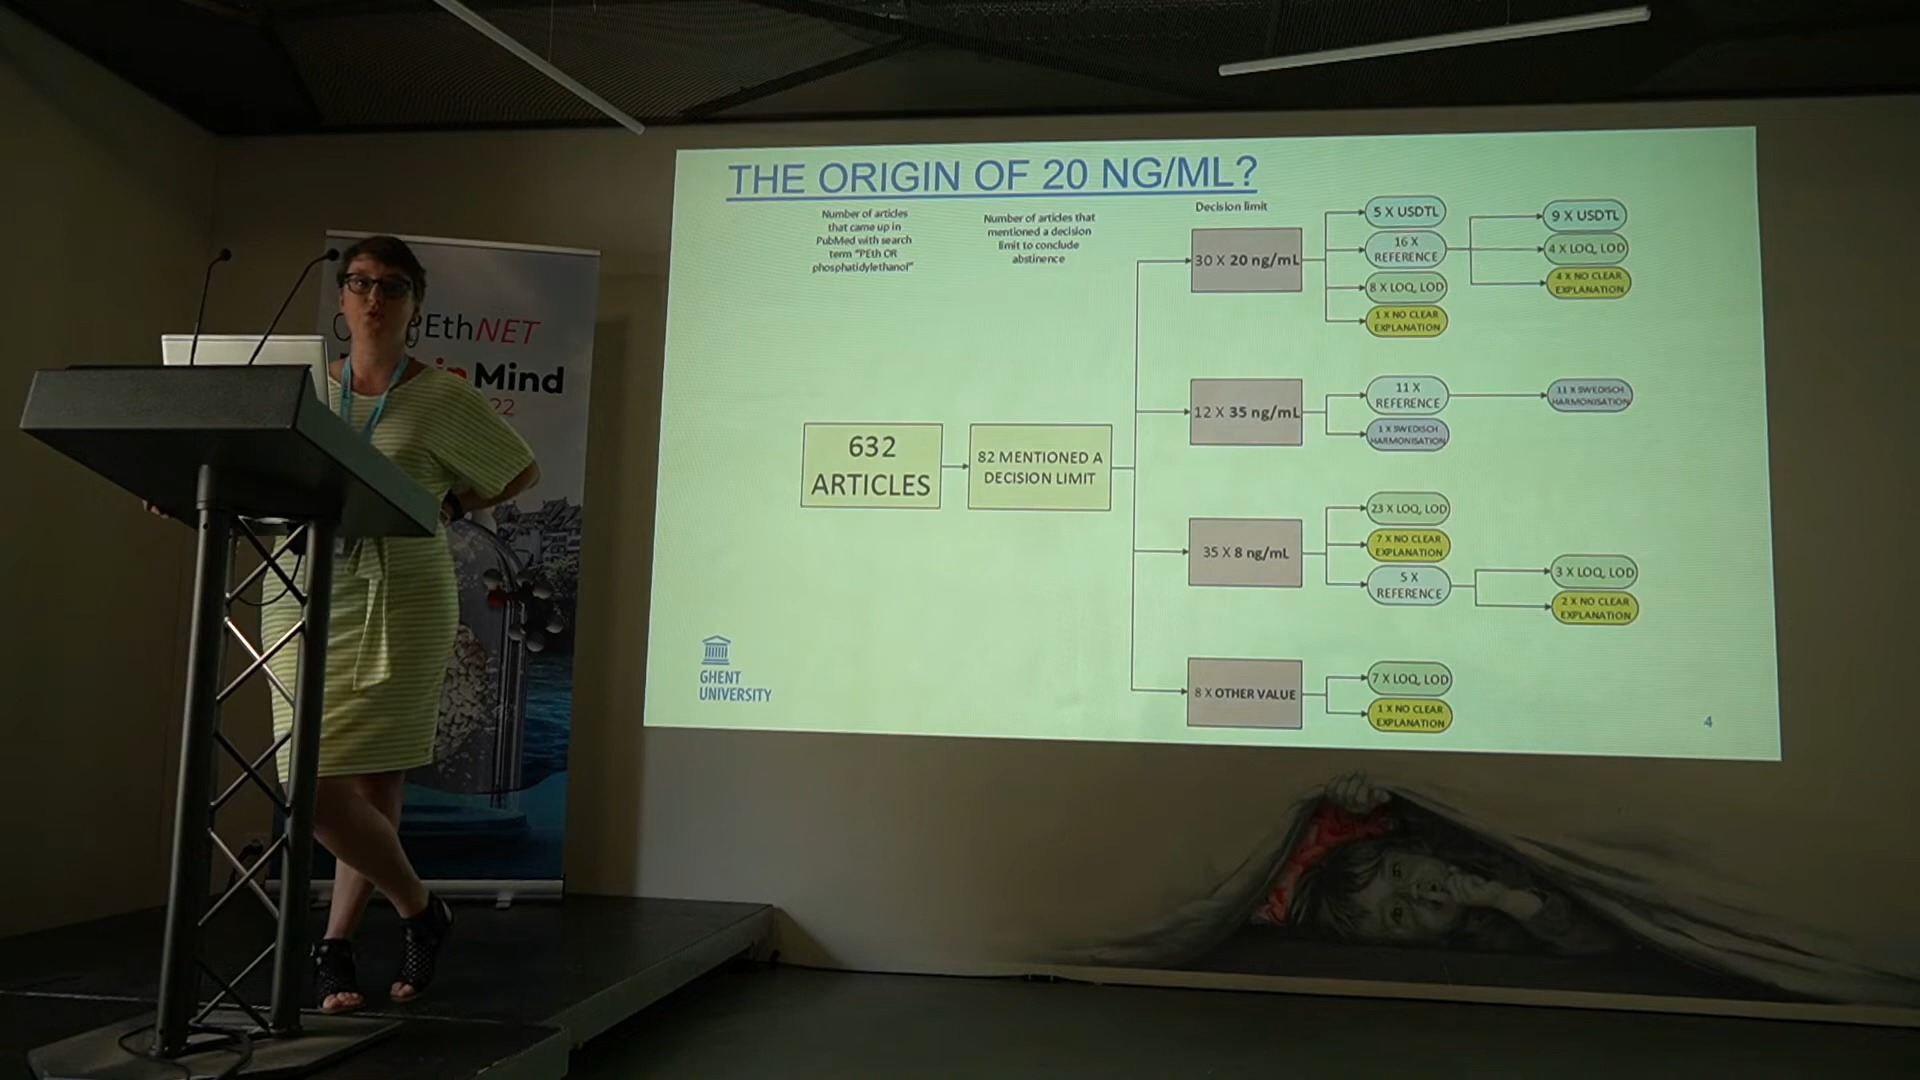 THE ORIGIN OF 20 NG/ML?
Number of articles
that came up in
PubMed with search
term "PEth OR
phosphatidylethanol"
Number of articles that
mentioned a decision
limit to conclude
abstinence
Decision limit
632
ARTICLES
82 MENTIONED A
DECISION LIMIT
30 X 20 ng/mL
5 X USDTL
16 X
REFERENCE
8 X LOQ, LOD
1 X NO CLEAR
EXPLANATION
9 X USDTL
4 X LOQ, LOD
4 X NO CLEAR
EXPLANATION
12 X 35 ng/mL
11 X
REFERENCE
1 X SWEDISCH
HARMONISATION
11 X SWEDISCH
HARMONISATION
35 X 8 ng/mL
23 X LOQ, LOD
7 X NO CLEAR
EXPLANATION
5 X
REFERENCE
3 X LOQ, LOD
2 X NO CLEAR
EXPLANATION
8 X OTHER VALUE
7 X LOQ, LOD
1 X NO CLEAR
EXPLANATION
GHENT
UNIVERSITY
4
EthNET
Mind
22